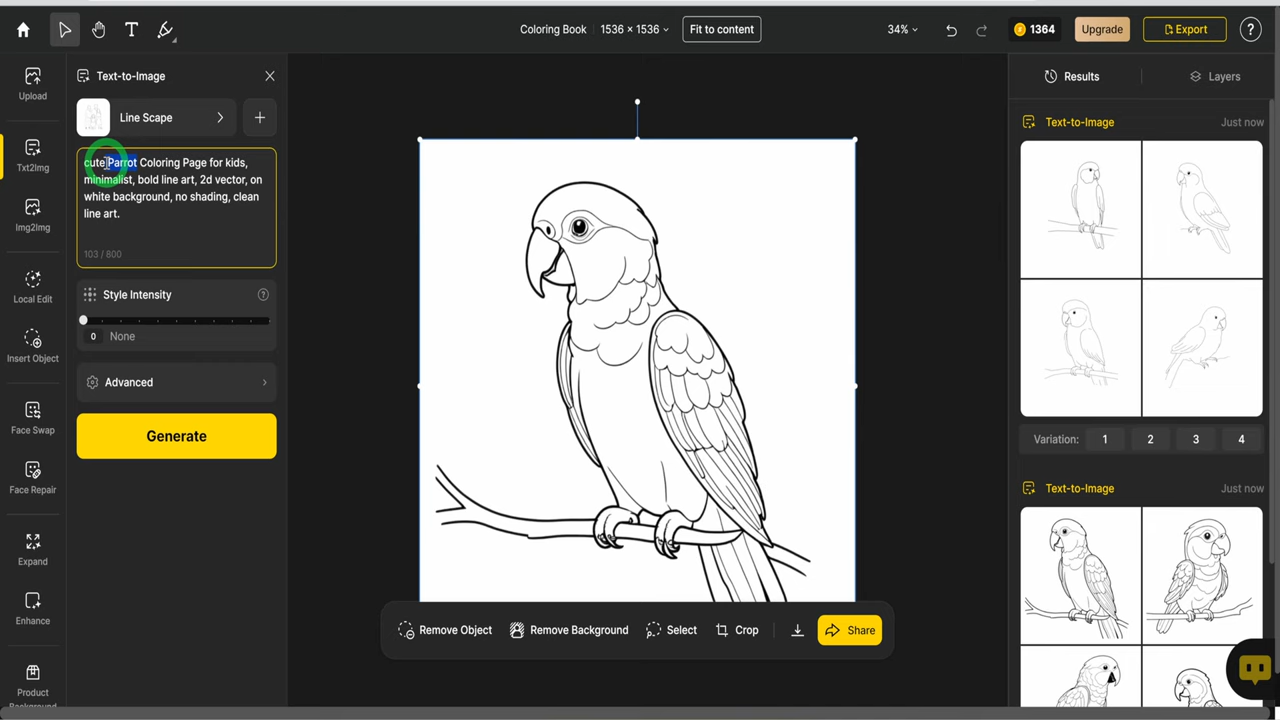 Coloring Book
1536 × 1536
Fit to content
34%
1364
Upgrade
Export
?
Upload
Txt2Img
Img2Img
Local Edit
Insert Object
Face Swap
Face Repair
Expand
Enhance
Product
Background
Text-to-Image
Line Scape
cute Parrot Coloring Page for kids,
minimalist, bold line art, 2d vector, on
white background, no shading, clean
line art.
103 / 800
Style Intensity
?
0
None
Advanced
Generate
Remove Object
Remove Background
Select
Crop
Share
Results
Layers
Text-to-Image
Just now
Variation:
1
2
3
4
Text-to-Image
Just now